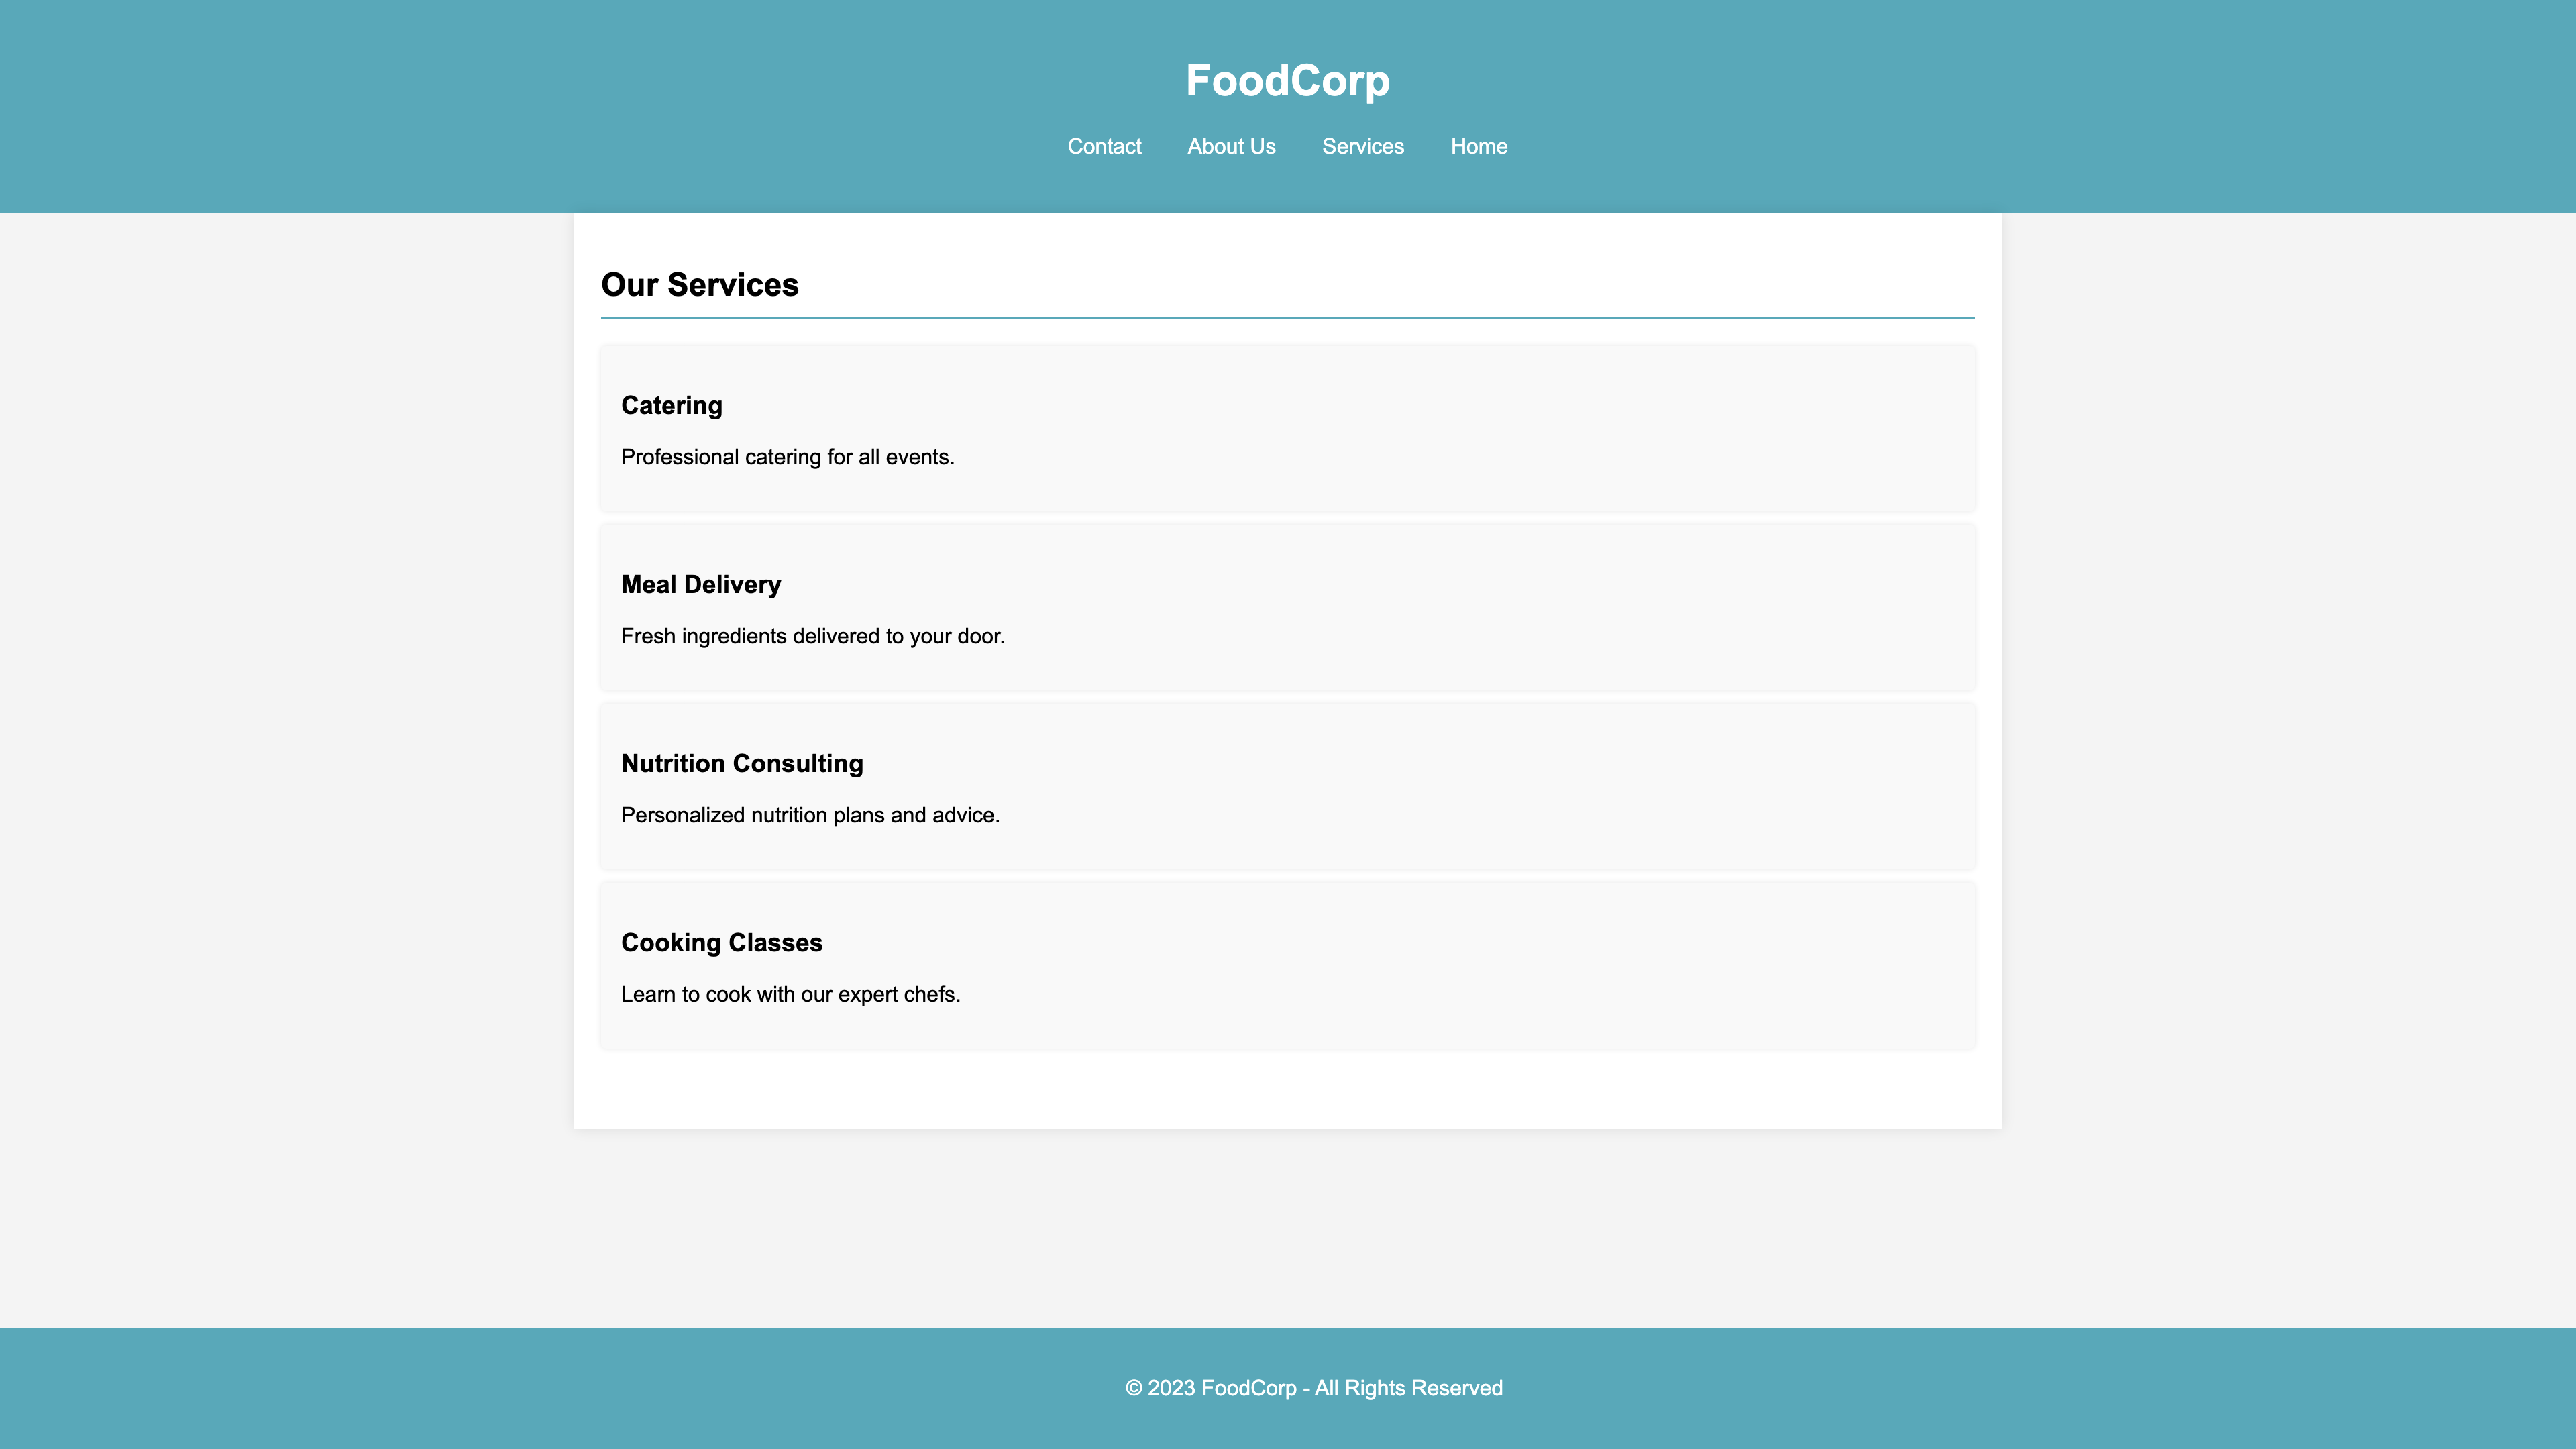 FoodCorp
Contact About Us Services Home
Our Services
Catering
Professional catering for all events.
Meal Delivery
Fresh ingredients delivered to your door.
Nutrition Consulting
Personalized nutrition plans and advice.
Cooking Classes
Learn to cook with our expert chefs.
© 2023 FoodCorp - All Rights Reserved